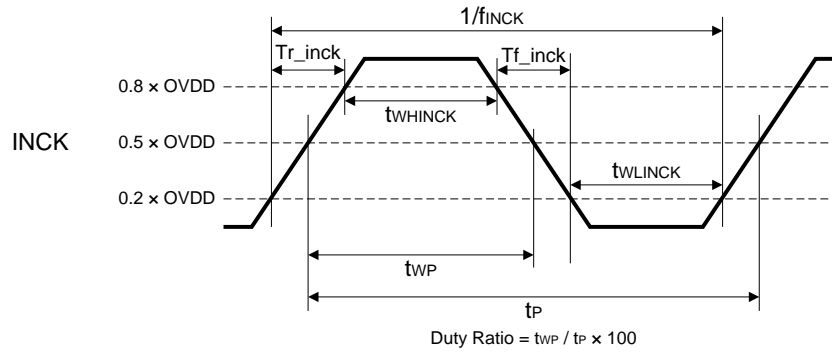 1/fINCK
Tr_inck
Tf_inck
0.8 × OVDD
tWHINCK
INCK
0.5 × OVDD
tWLINCK
0.2 × OVDD
tWP
tP
Duty Ratio = tWP / tP × 100